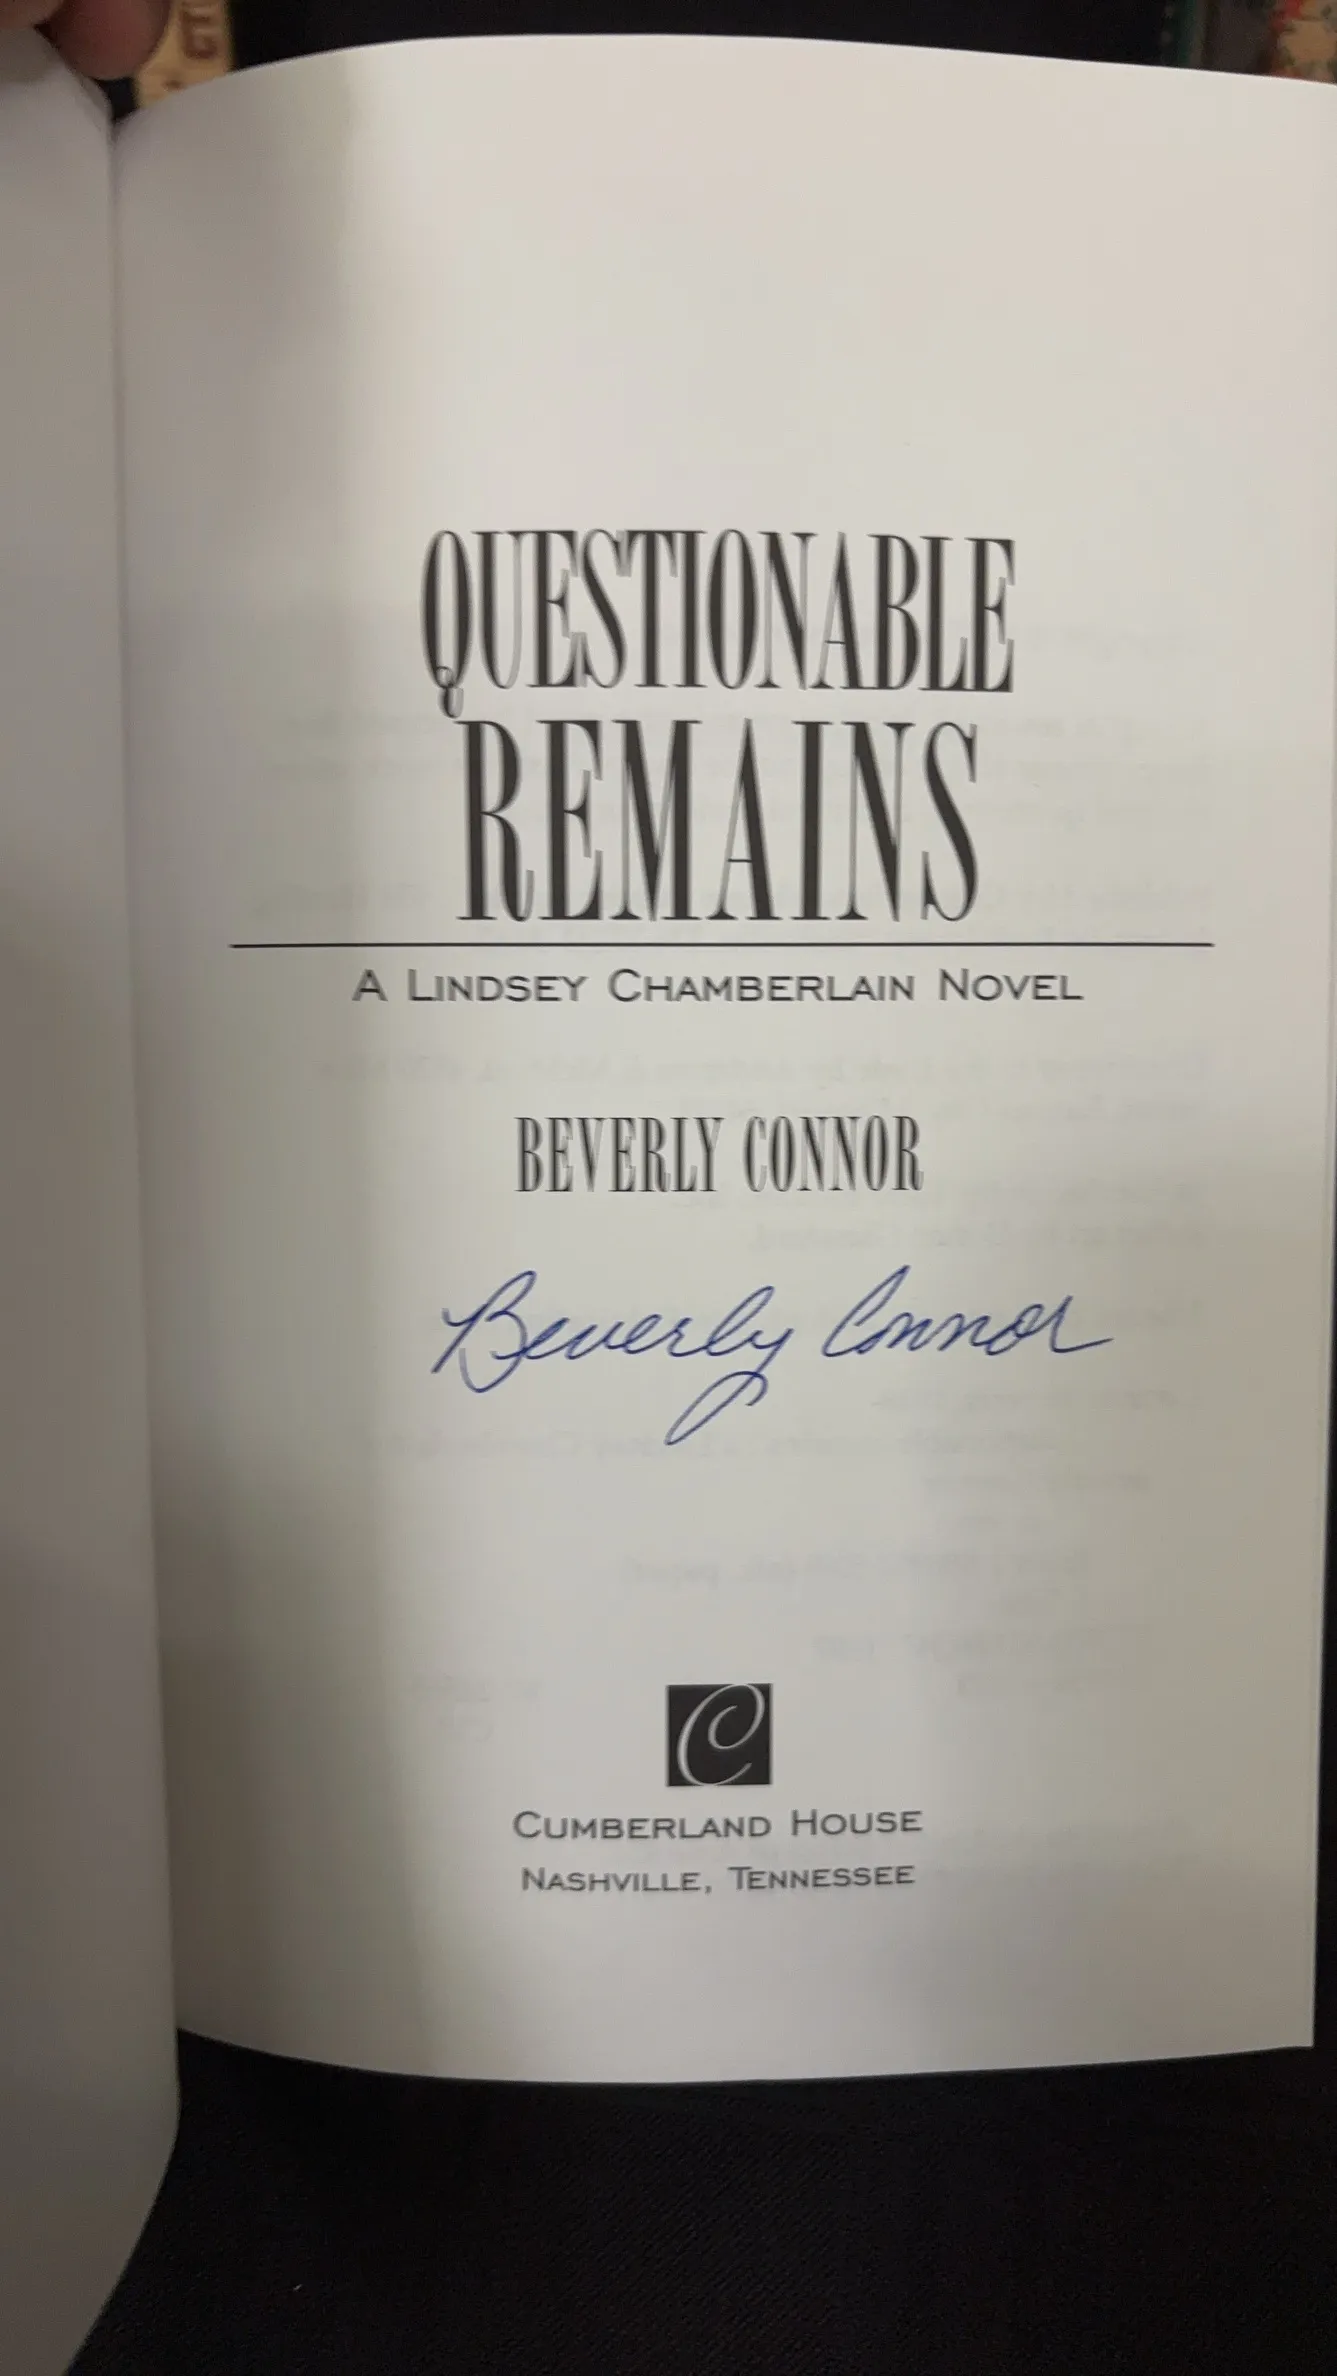 QUESTIONABLE
REMAINS
A LINDSEY CHAMBERLAIN NOVEL
BEVERLY CONNOR
Beverly Connor
C
CUMBERLAND HOUSE
NASHVILLE, TENNESSEE